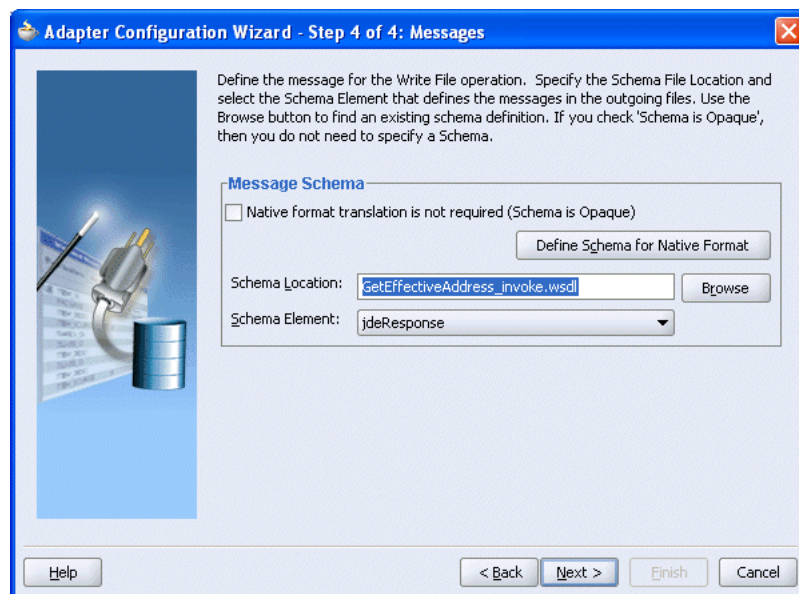 Adapter Configuration Wizard - Step 4 of 4: Messages
Define the message for the Write File operation. Specify the Schema File Location and
select the Schema Element that defines the messages in the outgoing files. Use the
Browse button to find an existing schema definition. If you check 'Schema is Opaque',
then you do not need to specify a Schema.
Message Schema
Native format translation is not required (Schema is Opaque)
Define Schema for Native Format
Schema Location: GetEffectiveAddress_invoke.wsdl Browse
Schema Element: jdeResponse
Help < Back Next > Finish Cancel